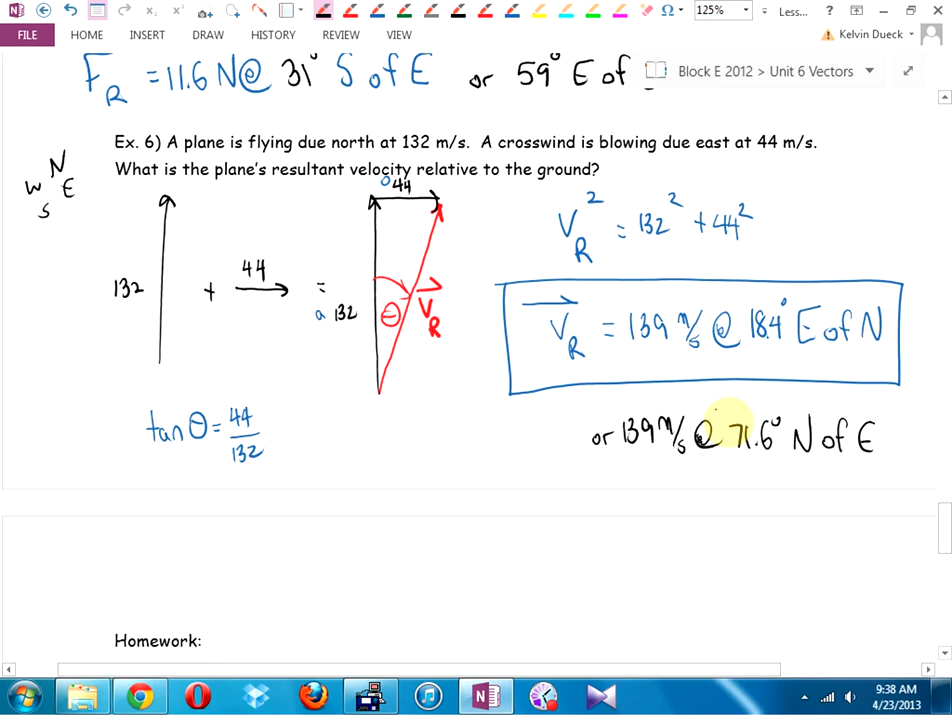 125% Less... ?
FILE HOME INSERT DRAW HISTORY REVIEW VIEW Kelvin Dueck
F_R = 11.6 N @ 31° S of E or 59° E of
Block E 2012 > Unit 6 Vectors
Ex. 6) A plane is flying due north at 132 m/s. A crosswind is blowing due east at 44 m/s.
What is the plane's resultant velocity relative to the ground?
N
W E
S
132 + 44 = a 132
o 44
θ V_R
V_R² = 132² + 44²
V_R = 139 m/s @ 18.4° E of N
tan θ = 44/132
or 139 m/s @ 71.6° N of E
Homework:
9:38 AM
4/23/2013